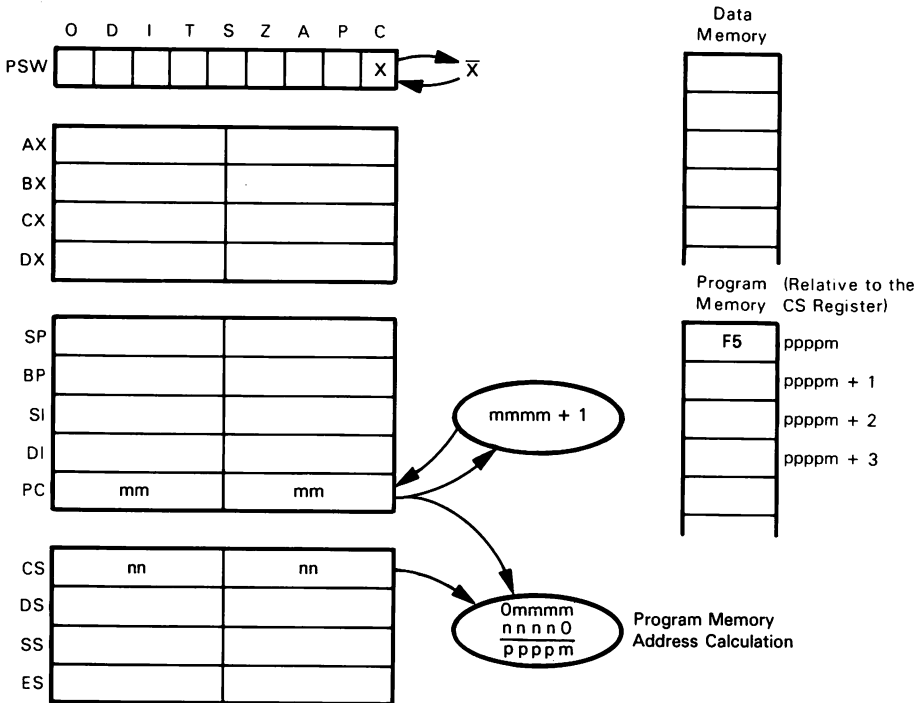 O D I T S Z A P C
PSW X X̅
AX
BX
CX
DX
SP
BP
SI
DI
PC mm mm
mmmm + 1
CS nn nn
DS
SS
ES
0mmmm
nnnn0
ppppm
Program Memory
Address Calculation
Data
Memory
Program (Relative to the
Memory CS Register)
F5 ppppm
ppppm + 1
ppppm + 2
ppppm + 3